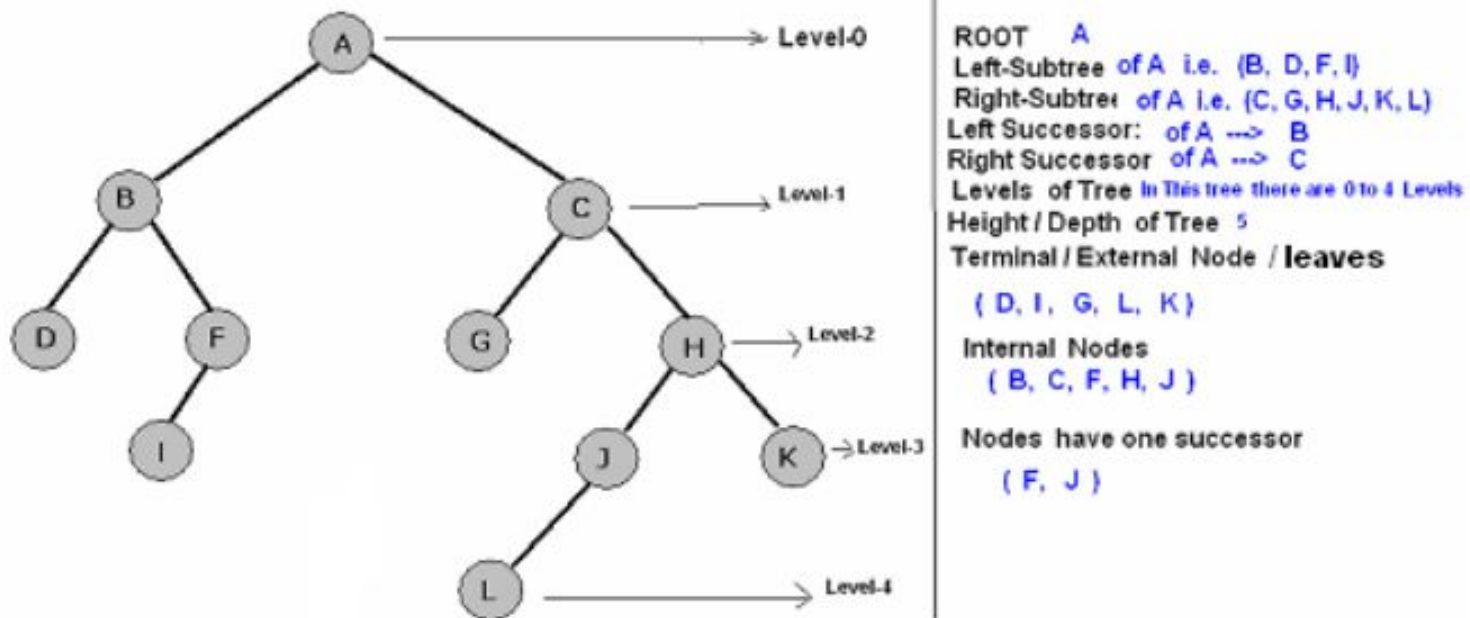 A
Level-0
B
C
Level-1
D
F
G
H
Level-2
I
J
K
Level-3
L
Level-4
ROOT A
Left-Subtree of A i.e. (B, D, F, I)
Right-Subtree of A i.e. (C, G, H, J, K, L)
Left Successor: of A ---> B
Right Successor of A ---> C
Levels of Tree In This tree there are 0 to 4 Levels
Height / Depth of Tree 5
Terminal / External Node / leaves
( D, I, G, L, K )
Internal Nodes
( B, C, F, H, J )
Nodes have one successor
( F, J )